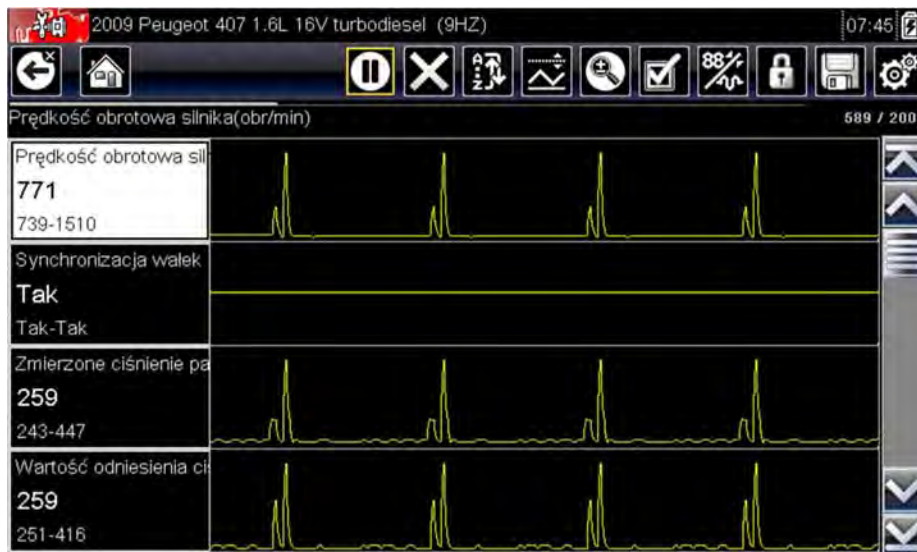 2009 Peugeot 407 1.6L 16V turbodiesel (9HZ) 07:45
Prędkość obrotowa silnika(obr/min) 589 / 200
Prędkość obrotowa sil
771
739-1510
Synchronizacja wałek
Tak
Tak-Tak
Zmierzone ciśnienie pa
259
243-447
Wartość odniesienia ciś
259
251-416